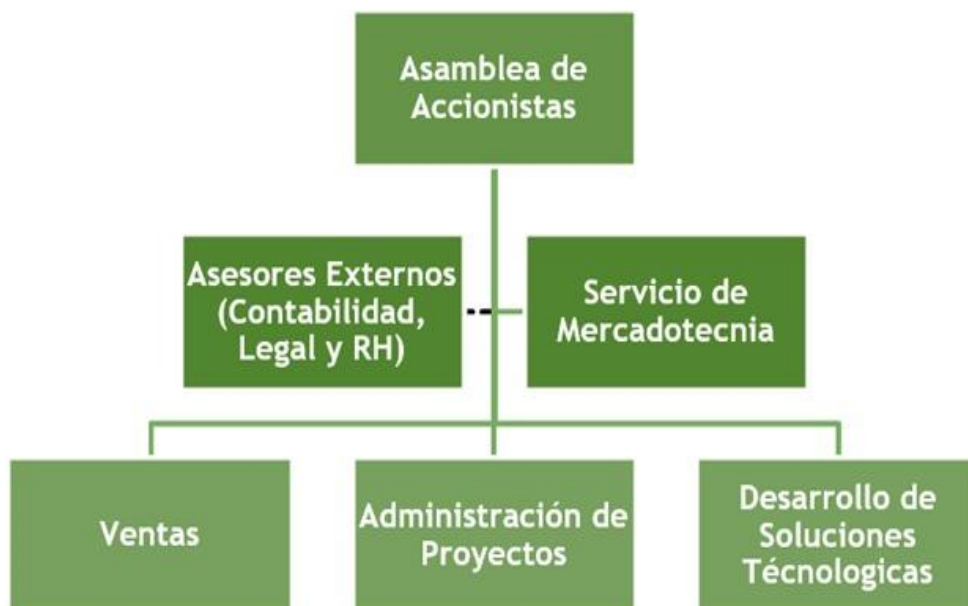 Asamblea de
Accionistas
Asesores Externos
(Contabilidad,
Legal y RH)
Servicio de
Mercadotecnia
Ventas
Administración de
Proyectos
Desarrollo de
Soluciones
Técnologicas